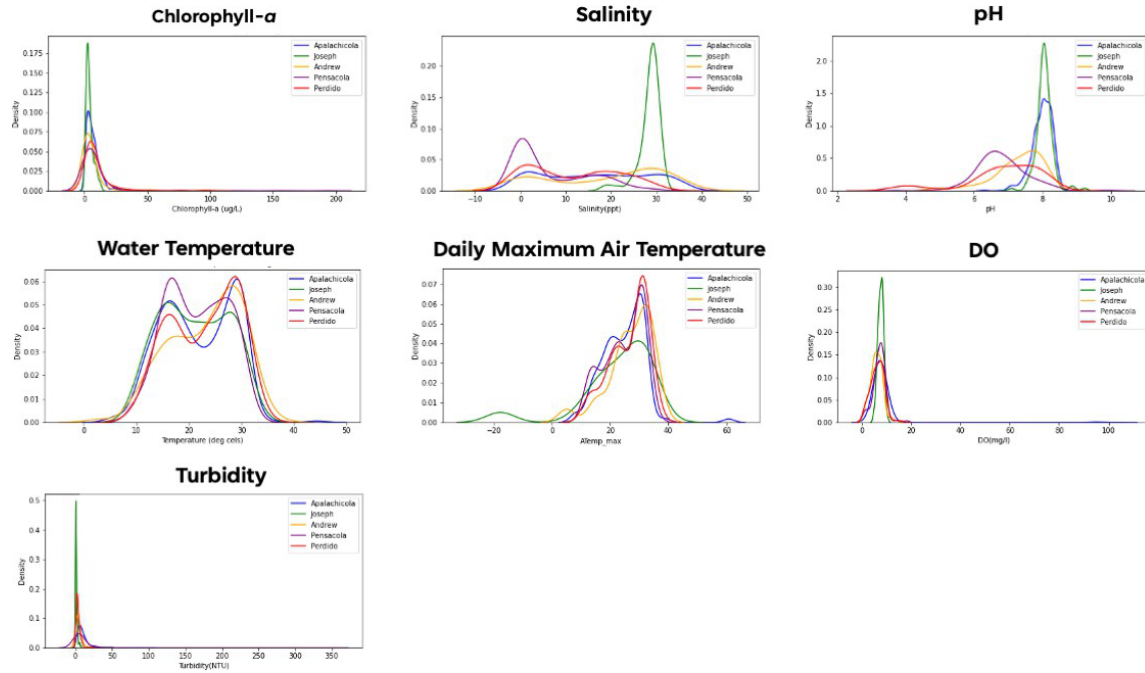 Chlorophyll-a
Salinity
pH
0.175
0.150
0.125
0.100
0.075
0.050
0.025
0.000
Density
Apalachicola
Joseph
Andrew
Pensacola
Perdido
0 50 100 150 200
Chlorophyll-a (ug/L
0.20
0.15
0.10
0.05
0.00
Density
Apalachicola
Joseph
Andrew
Pensacola
Perdido
-10 0 10 20 30 40 50
Salinity(ppt)
2.0
1.5
1.0
0.5
0.0
Density
Apalachicola
Joseph
Andrew
Pensacola
Perdido
2 4 6 8 10
pH
Water Temperature
Daily Maximum Air Temperature
DO
0.06
0.05
0.04
0.03
0.02
0.01
0.00
Density
Apalachicola
Joseph
Andrew
Pensacola
Perdido
0 10 20 30 40 50
Temperature (deg cels)
0.07
0.06
0.05
0.04
0.03
0.02
0.01
0.00
Density
Apalachicola
Joseph
Andrew
Pensacola
Perdido
-20 0 20 40 60
ATemp_max
0.30
0.25
0.20
0.15
0.10
0.05
0.00
Density
Apalachicola
Joseph
Andrew
Pensacola
Perdido
0 20 40 60 80 100
DO(mg/l)
Turbidity
0.5
0.4
0.3
0.2
0.1
0.0
Density
Apalachicola
Joseph
Andrew
Pensacola
Perdido
0 50 100 150 200 250 300 350
Turbidity(NTU)